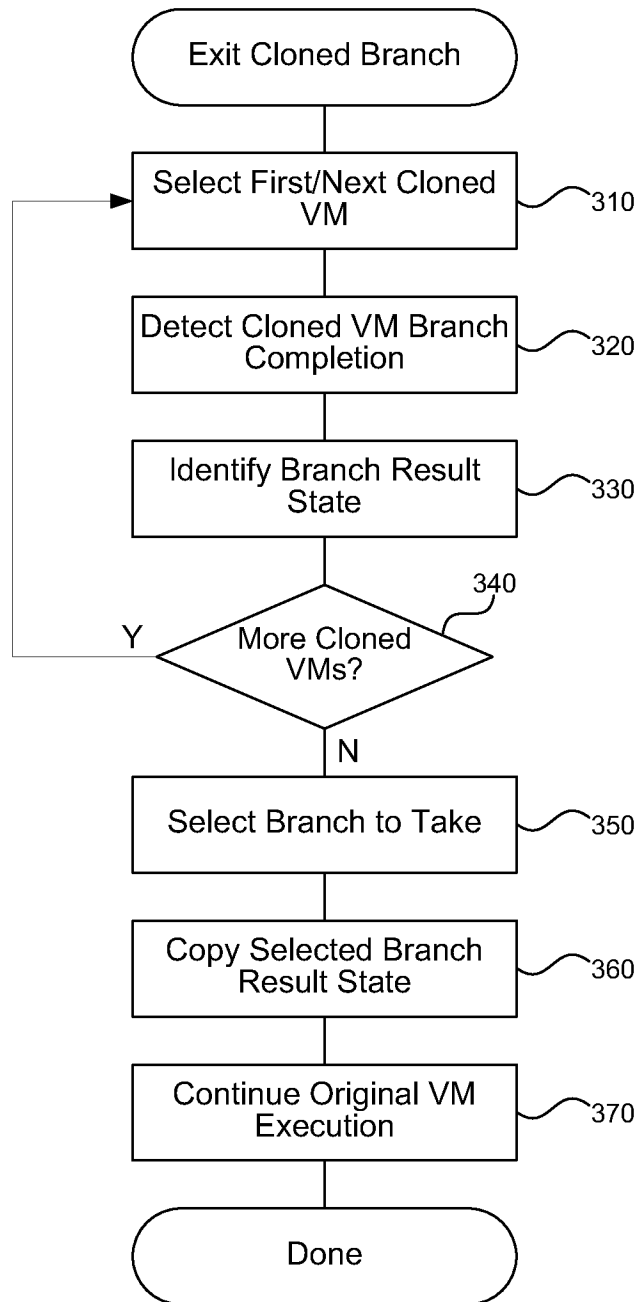 Exit Cloned Branch
Select First/Next Cloned
VM
310
Detect Cloned VM Branch
Completion
320
Identify Branch Result
State
330
340
More Cloned
VMs?
Y
N
Select Branch to Take
350
Copy Selected Branch
Result State
360
Continue Original VM
Execution
370
Done